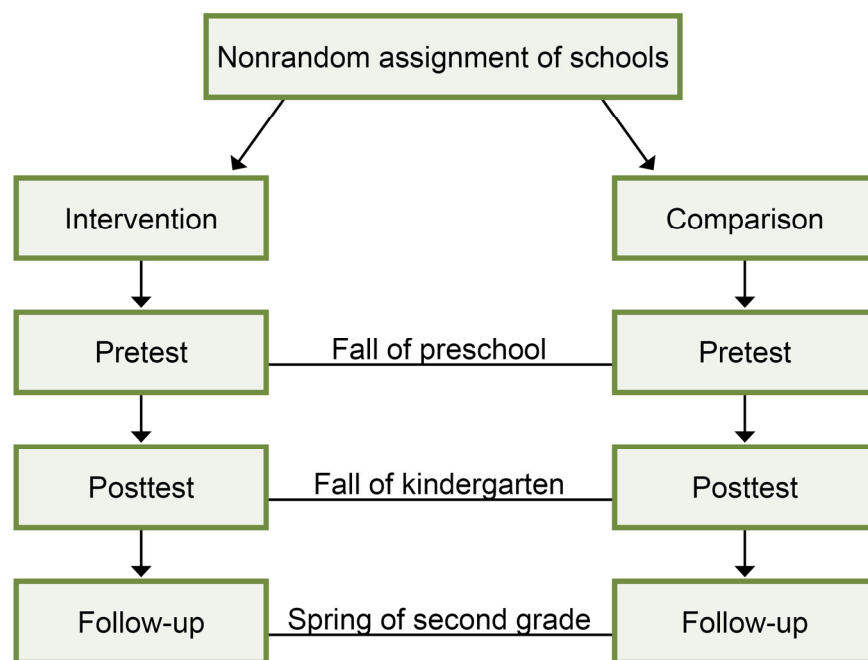 Nonrandom assignment of schools
Intervention
Comparison
Pretest
Fall of preschool
Pretest
Posttest
Fall of kindergarten
Posttest
Follow-up
Spring of second grade
Follow-up